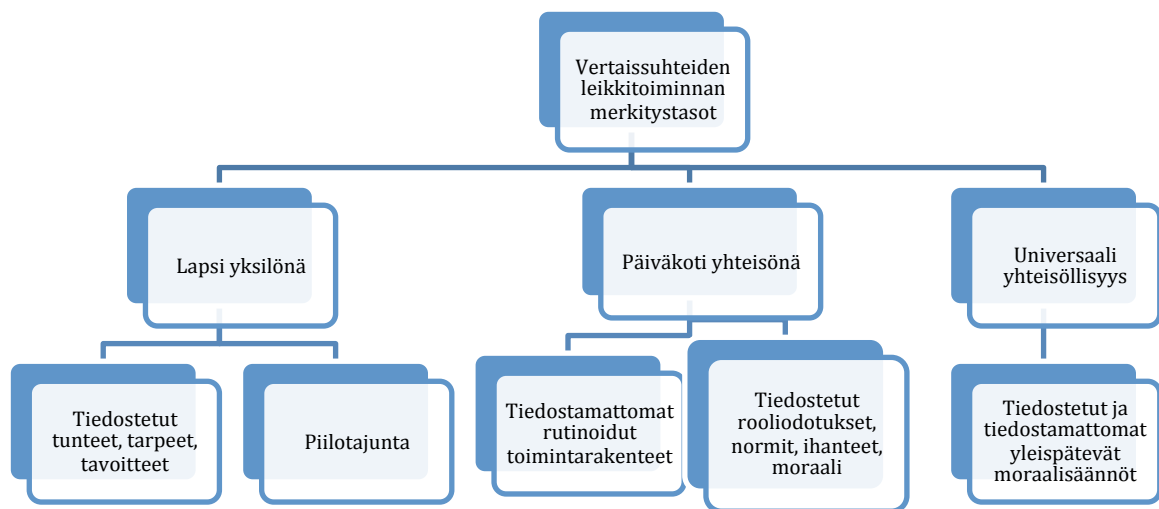 Vertaissuhteiden
leikkitoiminnan
merkitystasot
Lapsi yksilönä
Päiväkoti yhteisönä
Universaali
yhteisöllisyys
Tiedostetut
tunteet, tarpeet,
tavoitteet
Piilotajunta
Tiedostamattomat
rutinoidut
toimintarakenteet
Tiedostetut
rooliodotukset,
normit, ihanteet,
moraali
Tiedostetut ja
tiedostamattomat
yleispätevät
moraalisäännöt